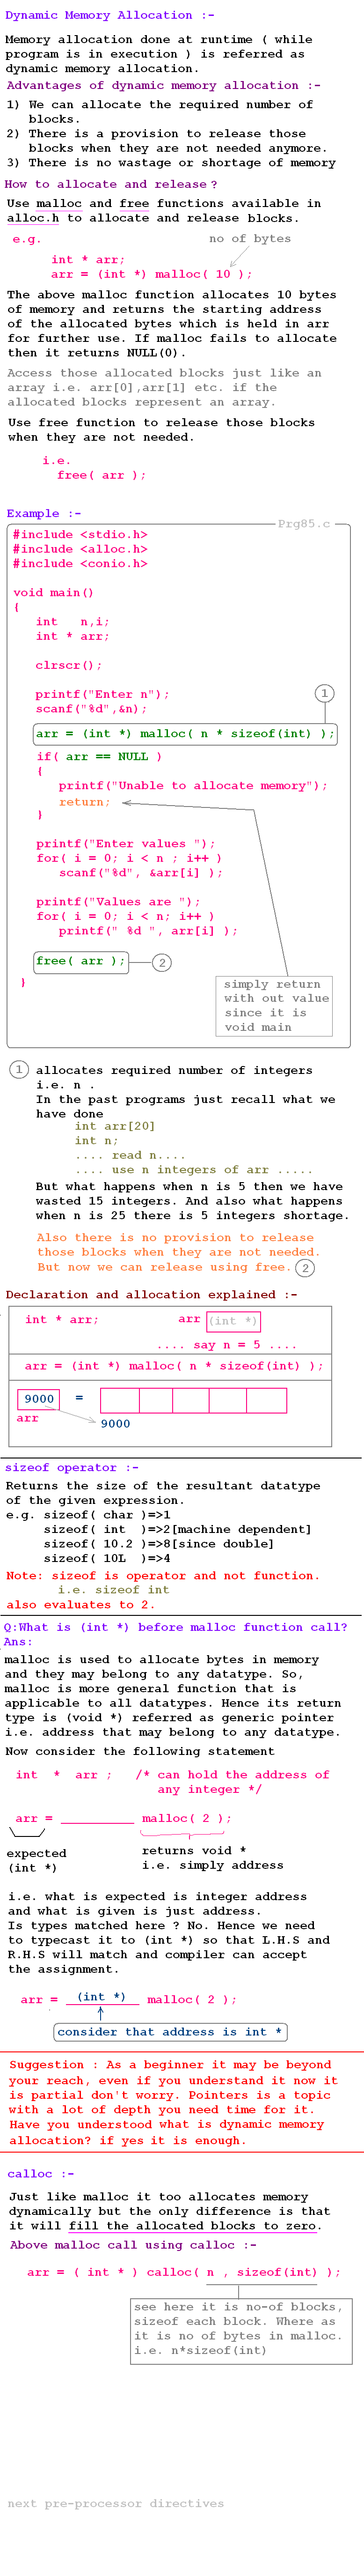 Dynamic Memory Allocation :-
Memory allocation done at runtime ( while
program is in execution ) is referred as
dynamic memory allocation.
Advantages of dynamic memory allocation :-
1) We can allocate the required number of
blocks.
2) There is a provision to release those
blocks when they are not needed anymore.
3) There is no wastage or shortage of memory
How to allocate and release ?
Use malloc and free functions available in
alloc.h to allocate and release blocks.
e.g.
no of bytes
int * arr;
arr = (int *) malloc( 10 );
The above malloc function allocates 10 bytes
of memory and returns the starting address
of the allocated bytes which is held in arr
for further use. If malloc fails to allocate
then it returns NULL(0).
Access those allocated blocks just like an
array i.e. arr[0],arr[1] etc. if the
allocated blocks represent an array.
Use free function to release those blocks
when they are not needed.
i.e.
free( arr );
Example :-
Prg85.c
#include <stdio.h>
#include <alloc.h>
#include <conio.h>
void main()
{
int n,i;
int * arr;
clrscr();
printf("Enter n");
scanf("%d",&n);
1
arr = (int *) malloc( n * sizeof(int) );
if( arr == NULL )
{
printf("Unable to allocate memory");
return;
}
printf("Enter values ");
for( i = 0; i < n ; i++ )
scanf("%d", &arr[i] );
printf("Values are ");
for( i = 0; i < n; i++ )
printf(" %d ", arr[i] );
free( arr );
2
}
simply return
with out value
since it is
void main
1 allocates required number of integers
i.e. n .
In the past programs just recall what we
have done
int arr[20]
int n;
.... read n....
.... use n integers of arr .....
But what happens when n is 5 then we have
wasted 15 integers. And also what happens
when n is 25 there is 5 integers shortage.
Also there is no provision to release
those blocks when they are not needed.
But now we can release using free. 2
Declaration and allocation explained :-
int * arr; arr (int *)
.... say n = 5 ....
arr = (int *) malloc( n * sizeof(int) );
9000 =
arr
9000
sizeof operator :-
Returns the size of the resultant datatype
of the given expression.
e.g. sizeof( char )=>1
sizeof( int )=>2[machine dependent]
sizeof( 10.2 )=>8[since double]
sizeof( 10L )=>4
Note: sizeof is operator and not function.
i.e. sizeof int
also evaluates to 2.
Q:What is (int *) before malloc function call?
Ans:
malloc is used to allocate bytes in memory
and they may belong to any datatype. So,
malloc is more general function that is
applicable to all datatypes. Hence its return
type is (void *) referred as generic pointer
i.e. address that may belong to any datatype.
Now consider the following statement
int * arr ; /* can hold the address of
any integer */
arr = __________ malloc( 2 );
expected
(int *)
returns void *
i.e. simply address
i.e. what is expected is integer address
and what is given is just address.
Is types matched here ? No. Hence we need
to typecast it to (int *) so that L.H.S and
R.H.S will match and compiler can accept
the assignment.
arr = (int *) malloc( 2 );
consider that address is int *
Suggestion : As a beginner it may be beyond
your reach, even if you understand it now it
is partial don't worry. Pointers is a topic
with a lot of depth you need time for it.
Have you understood what is dynamic memory
allocation? if yes it is enough.
calloc :-
Just like malloc it too allocates memory
dynamically but the only difference is that
it will fill the allocated blocks to zero.
Above malloc call using calloc :-
arr = ( int * ) calloc( n , sizeof(int) );
see here it is no-of blocks,
sizeof each block. Where as
it is no of bytes in malloc.
i.e. n*sizeof(int)
next pre-processor directives